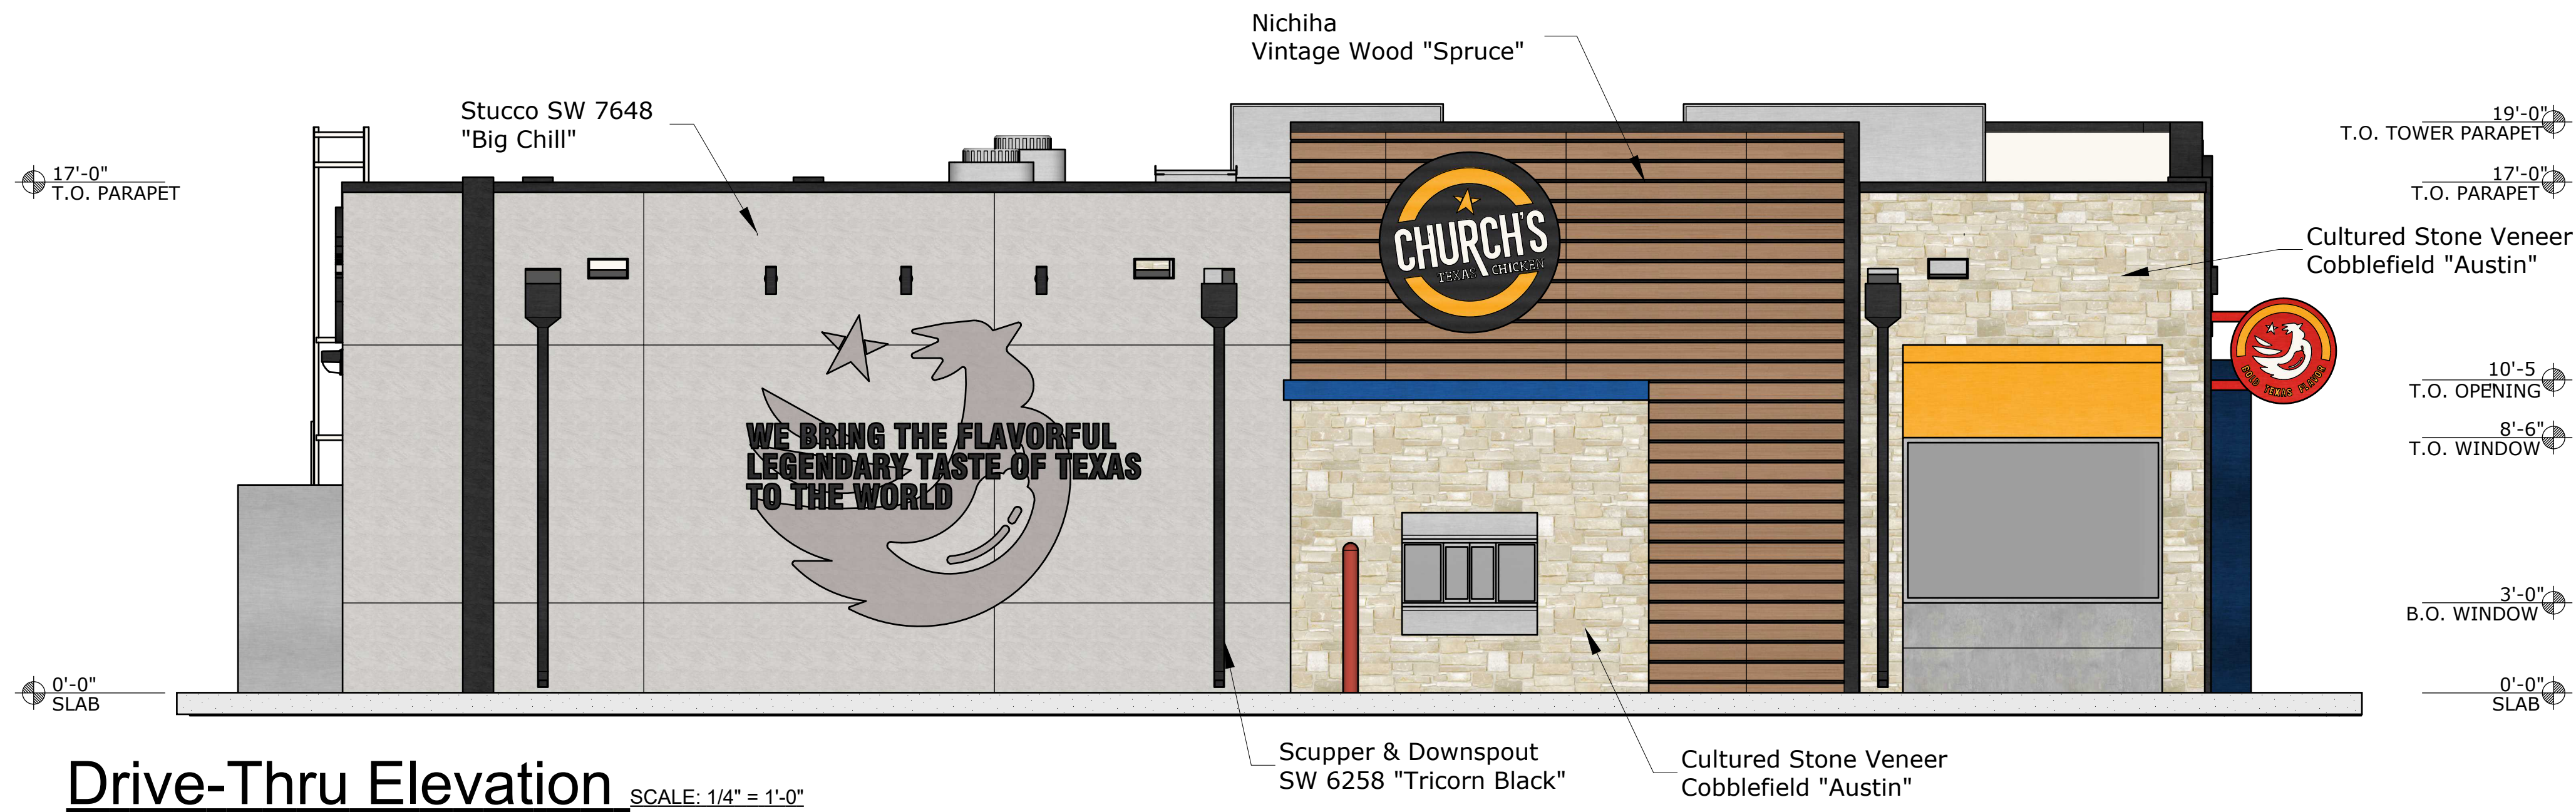 Nichiha
Vintage Wood "Spruce"
Stucco SW 7648
"Big Chill"
17'-0"
T.O. PARAPET
19'-0"
T.O. TOWER PARAPET
17'-0"
T.O. PARAPET
CHURCH'S
TEXAS CHICKEN
Cultured Stone Veneer
Cobblefield "Austin"
BOLD TEXAS FLAVOR
10'-5"
T.O. OPENING
8'-6"
T.O. WINDOW
WE BRING THE FLAVORFUL
LEGENDARY TASTE OF TEXAS
TO THE WORLD
3'-0"
B.O. WINDOW
0'-0"
SLAB
0'-0"
SLAB
Scupper & Downspout
SW 6258 "Tricorn Black"
Cultured Stone Veneer
Cobblefield "Austin"
Drive-Thru Elevation SCALE: 1/4" = 1'-0"